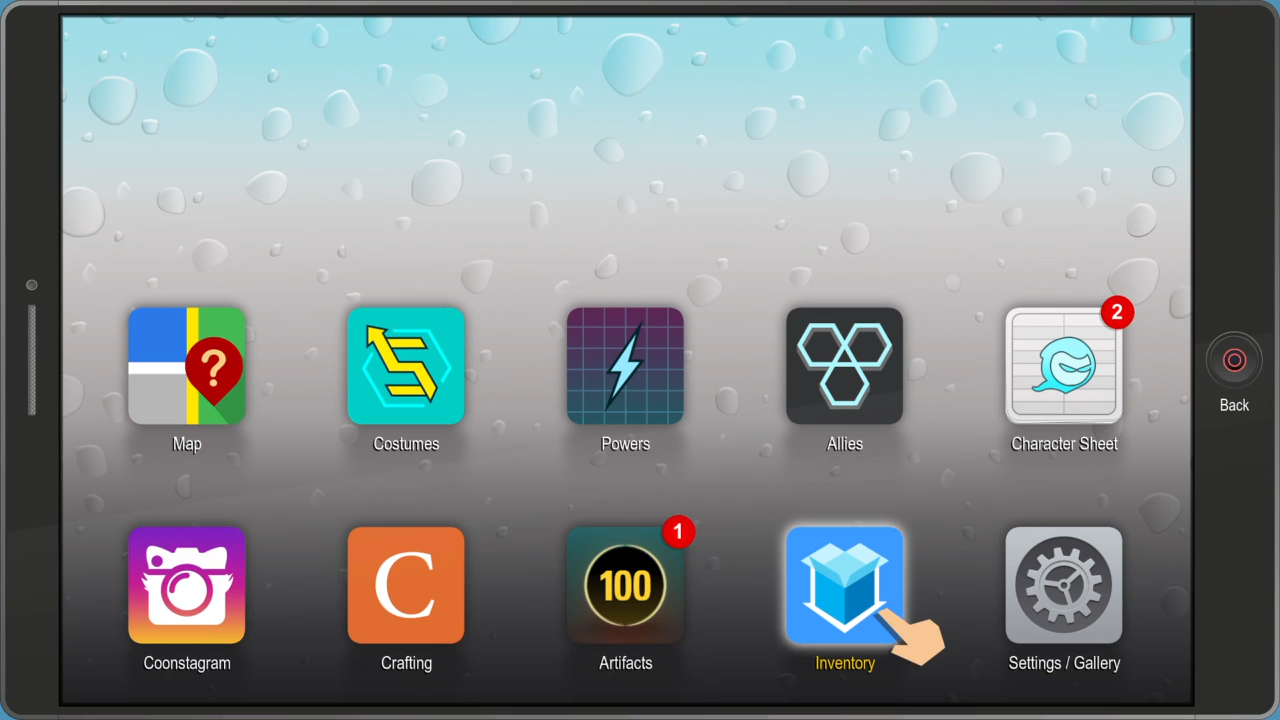 ?
2
Map
Costumes
Powers
Allies
Character Sheet
Back
C
100
1
Coonstagram
Crafting
Artifacts
Inventory
Settings / Gallery